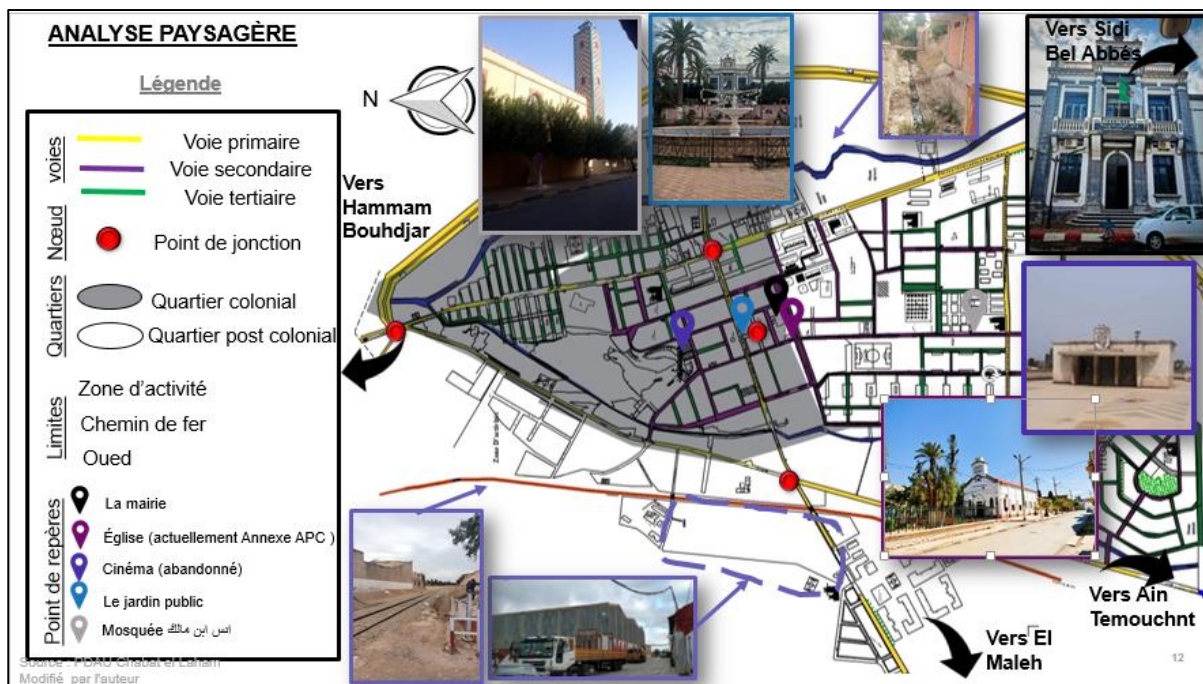 ANALYSE PAYSAGÈRE
Légende
voies
Voie primaire
Voie secondaire
Voie tertiaire
Nœud
Point de jonction
Quartiers
Quartier colonial
Quartier post colonial
Limites
Zone d'activité
Chemin de fer
Oued
Point de repères
La mairie
Église (actuellement Annexe APC )
Cinéma (abandonné)
Le jardin public
Mosquée انس ابن مالك
Source : PDAU Chabat el Laham
Modifié par l'auteur
N
Vers
Hammam
Bouhdjar
Vers Sidi
Bel Abbés
Zone D'activité
Vers Ain
Temouchnt
Vers El
Maleh
12